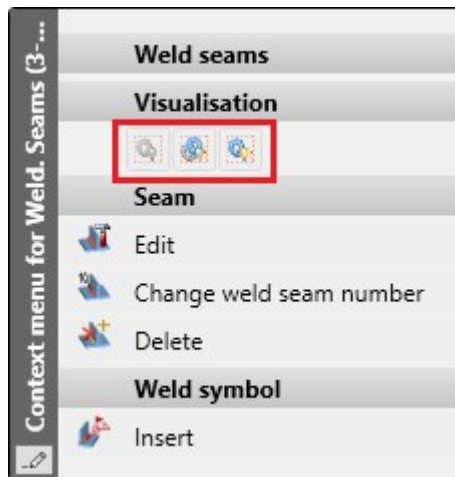 Context menu for Weld. Seams (3-...
Weld seams
Visualisation
Seam
Edit
Change weld seam number
Delete
Weld symbol
Insert